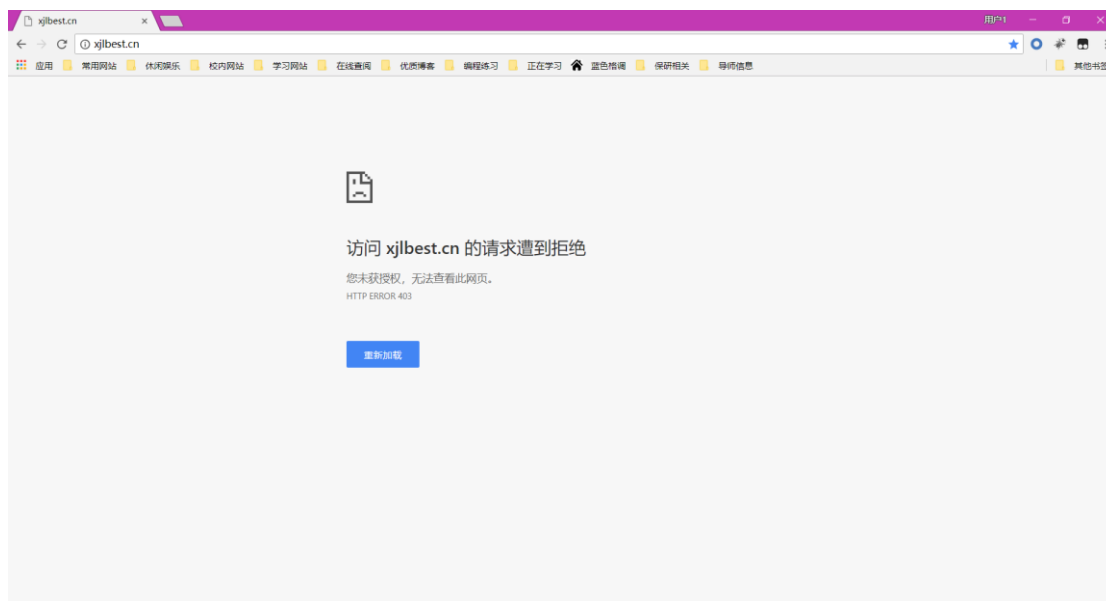 xjlbest.cn
用户1
xjlbest.cn
应用 常用网站 休闲娱乐 校内网站 学习网站 在线查阅 优质博客 编程练习 正在学习 蓝色格调 保研相关 导师信息 其他书签
访问 xjlbest.cn 的请求遭到拒绝
您未获授权，无法查看此网页。
HTTP ERROR 403
重新加载